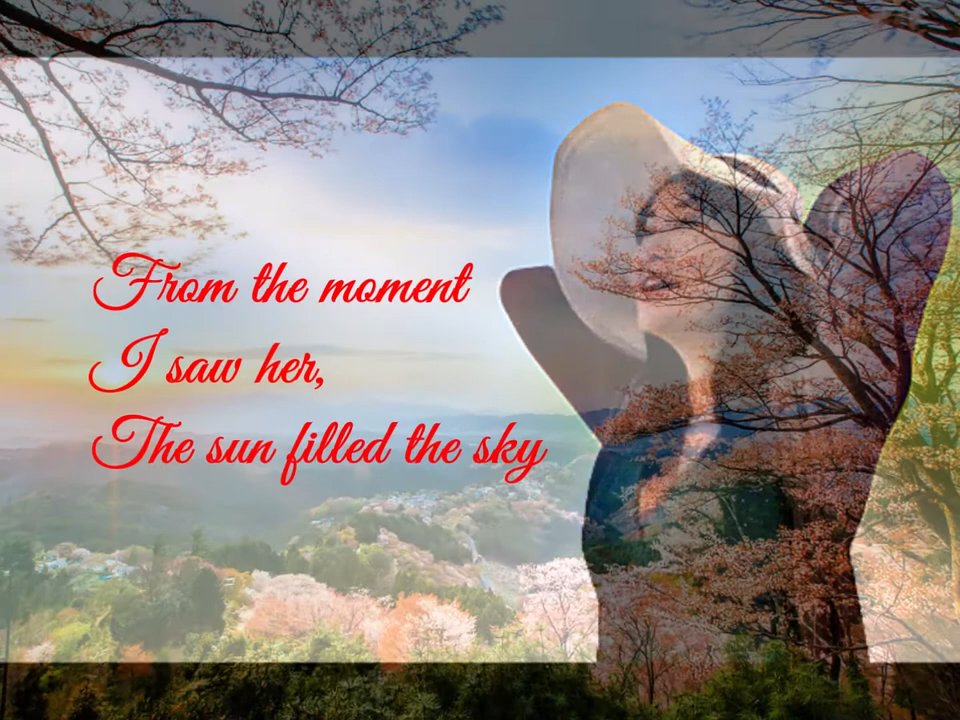 From the moment
I saw her,
The sun filled the sky